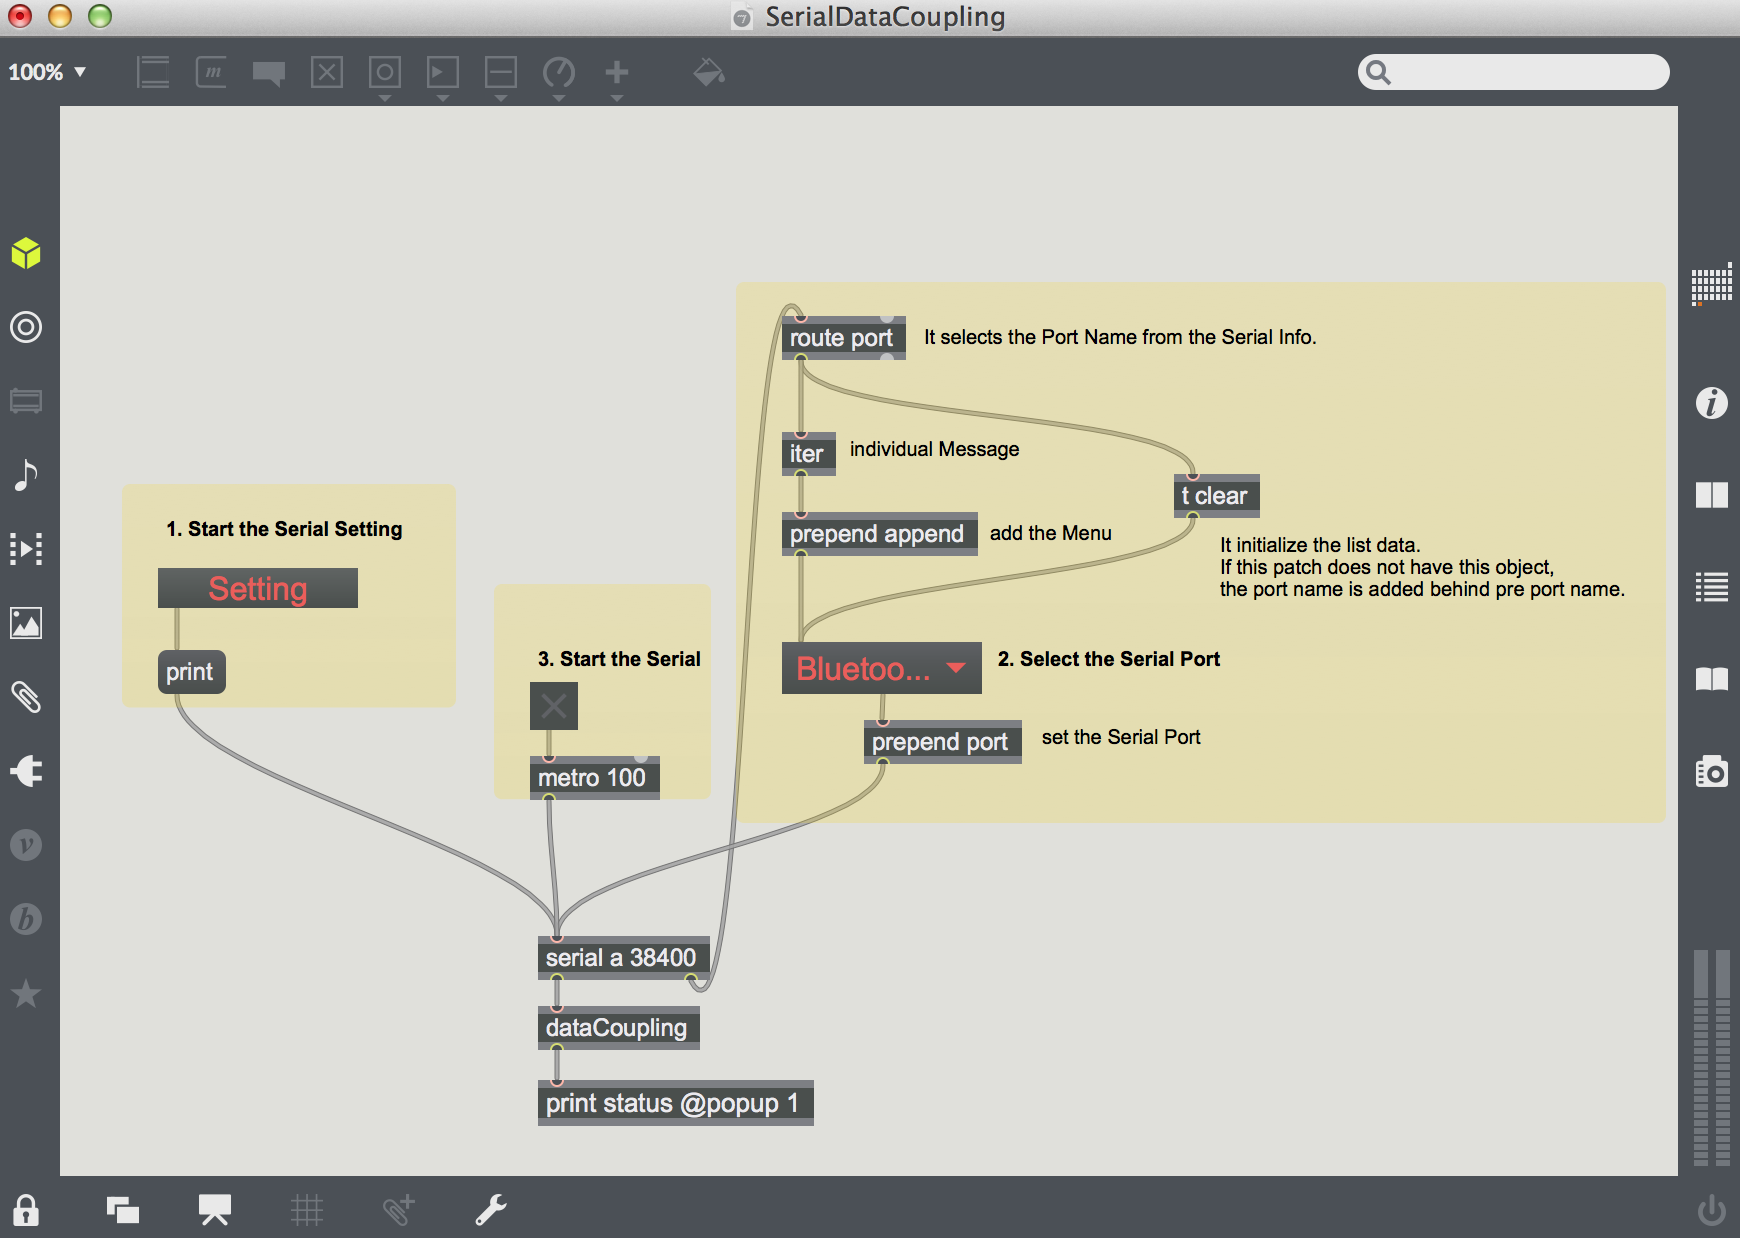 SerialDataCoupling
100%
route port
It selects the Port Name from the Serial Info.
iter
individual Message
t clear
1. Start the Serial Setting
prepend append
add the Menu
It initialize the list data.
If this patch does not have this object,
the port name is added behind pre port name.
Setting
print
3. Start the Serial
Bluetoo...
2. Select the Serial Port
prepend port
set the Serial Port
metro 100
serial a 38400
dataCoupling
print status @popup 1